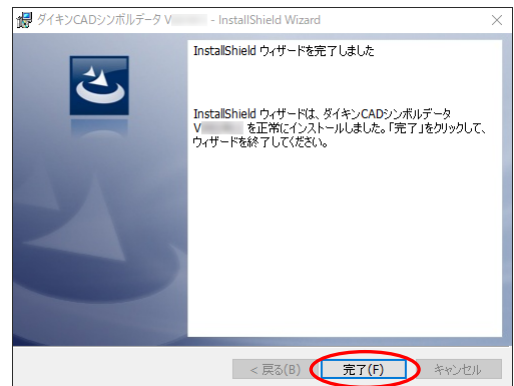 ダイキンCADシンボルデータ V - InstallShield Wizard
InstallShield ウィザードを完了しました
InstallShield ウィザードは、ダイキンCADシンボルデータ
V を正常にインストールしました。「完了」をクリックして、
ウィザードを終了してください。
< 戻る(B) 完了(F) キャンセル